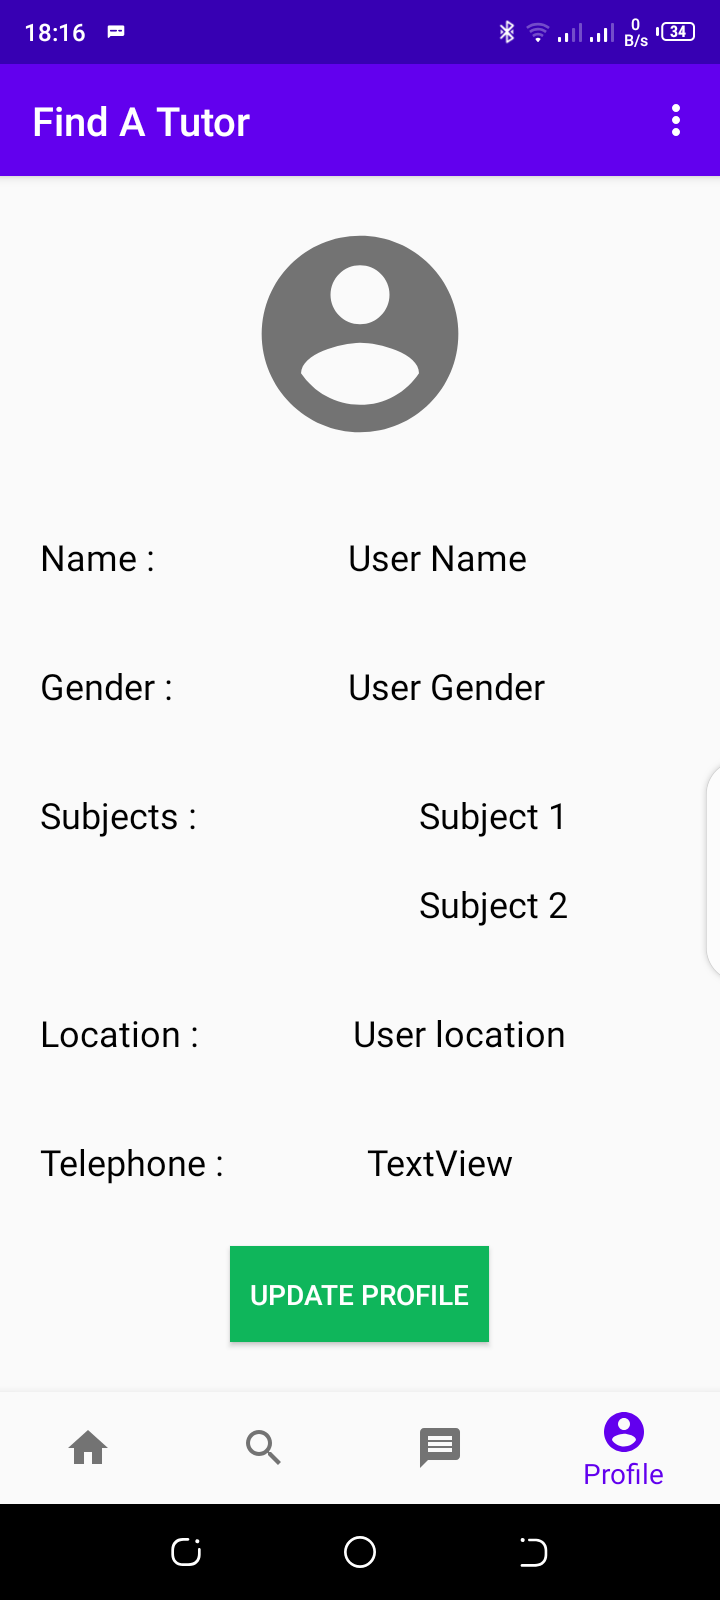 18:16
0
B/s
34
Find A Tutor
Name : User Name
Gender : User Gender
Subjects : Subject 1
Subject 2
Location : User location
Telephone : TextView
UPDATE PROFILE
Profile